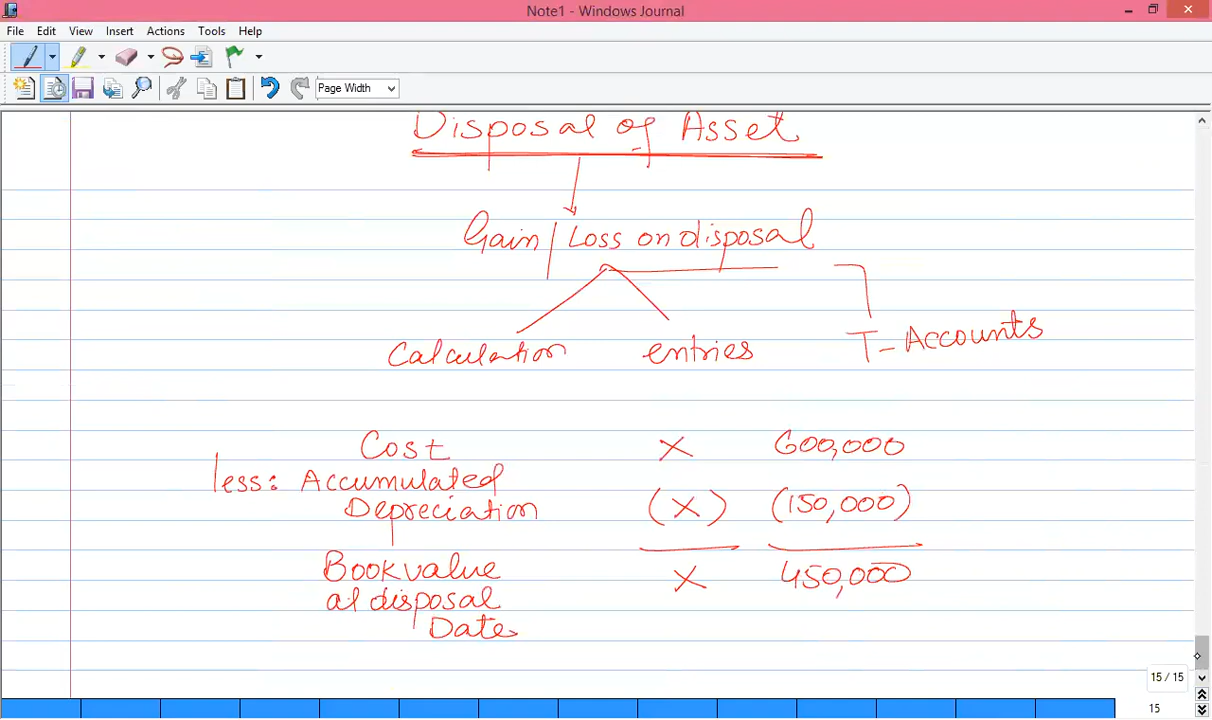 Note1 - Windows Journal
File Edit View Insert Actions Tools Help
Page Width
Disposal of Asset
Gain / Loss on disposal
Calculation entries T-Accounts
Cost X 600,000
less: Accumulated
Depreciation (X) (150,000)
Book value X 450,000
at disposal
Date
15 / 15
15